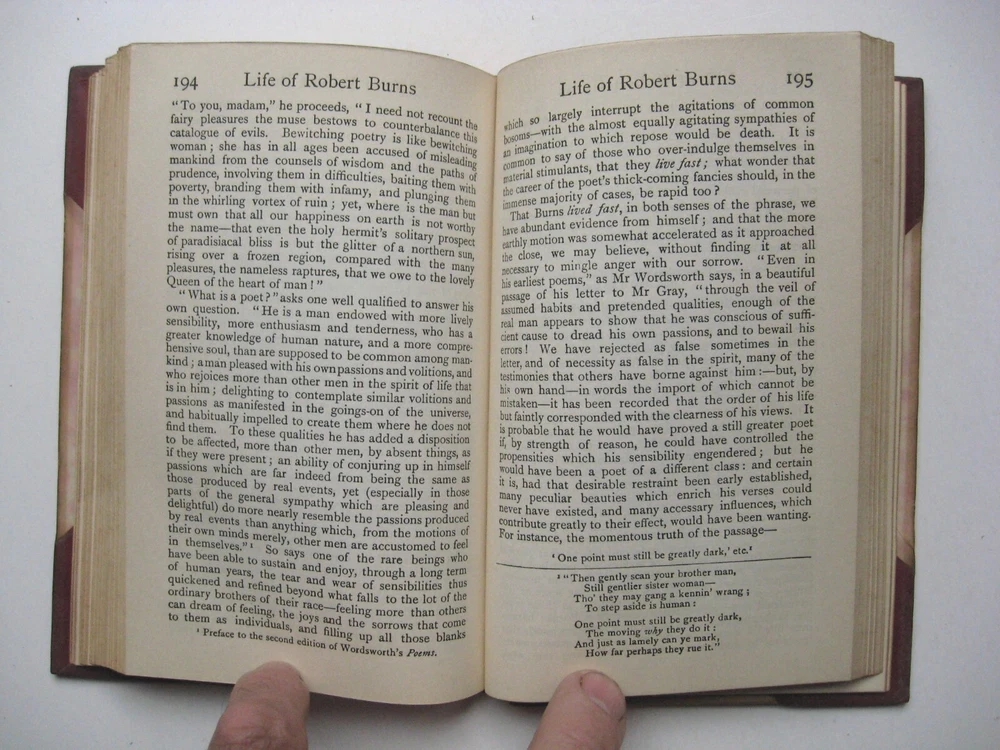 194 Life of Robert Burns
"To you, madam," he proceeds, "I need not recount the
fairy pleasures the muse bestows to counterbalance this
catalogue of evils. Bewitching poetry is like bewitching
woman; she has in all ages been accused of misleading
mankind from the counsels of wisdom and the paths of
prudence, involving them in difficulties, baiting them with
poverty, branding them with infamy, and plunging them
in the whirling vortex of ruin; yet, where is the man but
must own that all our happiness on earth is not worthy
the name—that even the holy hermit's solitary prospect
of paradisiacal bliss is but the glitter of a northern sun,
rising over a frozen region, compared with the many
pleasures, the nameless raptures, that we owe to the lovely
Queen of the heart of man!"
"What is a poet?" asks one well qualified to answer his
own question. "He is a man endowed with more lively
sensibility, more enthusiasm and tenderness, who has a
greater knowledge of human nature, and a more compre-
hensive soul, than are supposed to be common among man-
kind; a man pleased with his own passions and volitions, and
who rejoices more than other men in the spirit of life that
is in him; delighting to contemplate similar volitions and
passions as manifested in the goings-on of the universe,
and habitually impelled to create them where he does not
find them. To these qualities he has added a disposition
to be affected, more than other men, by absent things, as
if they were present; an ability of conjuring up in himself
passions which are far indeed from being the same as
those produced by real events, yet (especially in those
parts of the general sympathy which are pleasing and
delightful) do more nearly resemble the passions produced
by real events than anything which, from the motions of
their own minds merely, other men are accustomed to feel
in themselves." ¹ So says one of the rare beings who
have been able to sustain and enjoy, through a long term
of human years, the tear and wear of sensibilities thus
quickened and refined beyond what falls to the lot of the
ordinary brothers of their race—feeling more than others
can dream of feeling, the joys and the sorrows that come
to them as individuals, and filling up all those blanks
¹ Preface to the second edition of Wordsworth's Poems.
Life of Robert Burns 195
which so largely interrupt the agitations of common
bosoms—with the almost equally agitating sympathies of
an imagination to which repose would be death. It is
common to say of those who over-indulge themselves in
material stimulants, that they live fast; what wonder that
the career of the poet's thick-coming fancies should, in the
immense majority of cases, be rapid too?
That Burns lived fast, in both senses of the phrase, we
have abundant evidence from himself; and that the more
earthly motion was somewhat accelerated as it approached
the close, we may believe, without finding it at all
necessary to mingle anger with our sorrow. "Even in
his earliest poems," as Mr Wordsworth says, in a beautiful
passage of his letter to Mr Gray, "through the veil of
assumed habits and pretended qualities, enough of the
real man appears to show that he was conscious of suffi-
cient cause to dread his own passions, and to bewail his
errors! We have rejected as false sometimes in the
letter, and of necessity as false in the spirit, many of the
testimonies that others have borne against him:—but, by
his own hand—in words the import of which cannot be
mistaken—it has been recorded that the order of his life
but faintly corresponded with the clearness of his views. It
is probable that he would have proved a still greater poet
if, by strength of reason, he could have controlled the
propensities which his sensibility engendered; but he
would have been a poet of a different class: and certain
it is, had that desirable restraint been early established,
many peculiar beauties which enrich his verses could
never have existed, and many accessary influences, which
contribute greatly to their effect, would have been wanting.
For instance, the momentous truth of the passage—
'One point must still be greatly dark,' etc.²
² "Then gently scan your brother man,
Still gentlier sister woman—
Tho' they may gang a kennin' wrang;
To step aside is human:
One point must still be greatly dark,
The moving why they do it:
And just as lamely can ye mark,
How far perhaps they rue it."